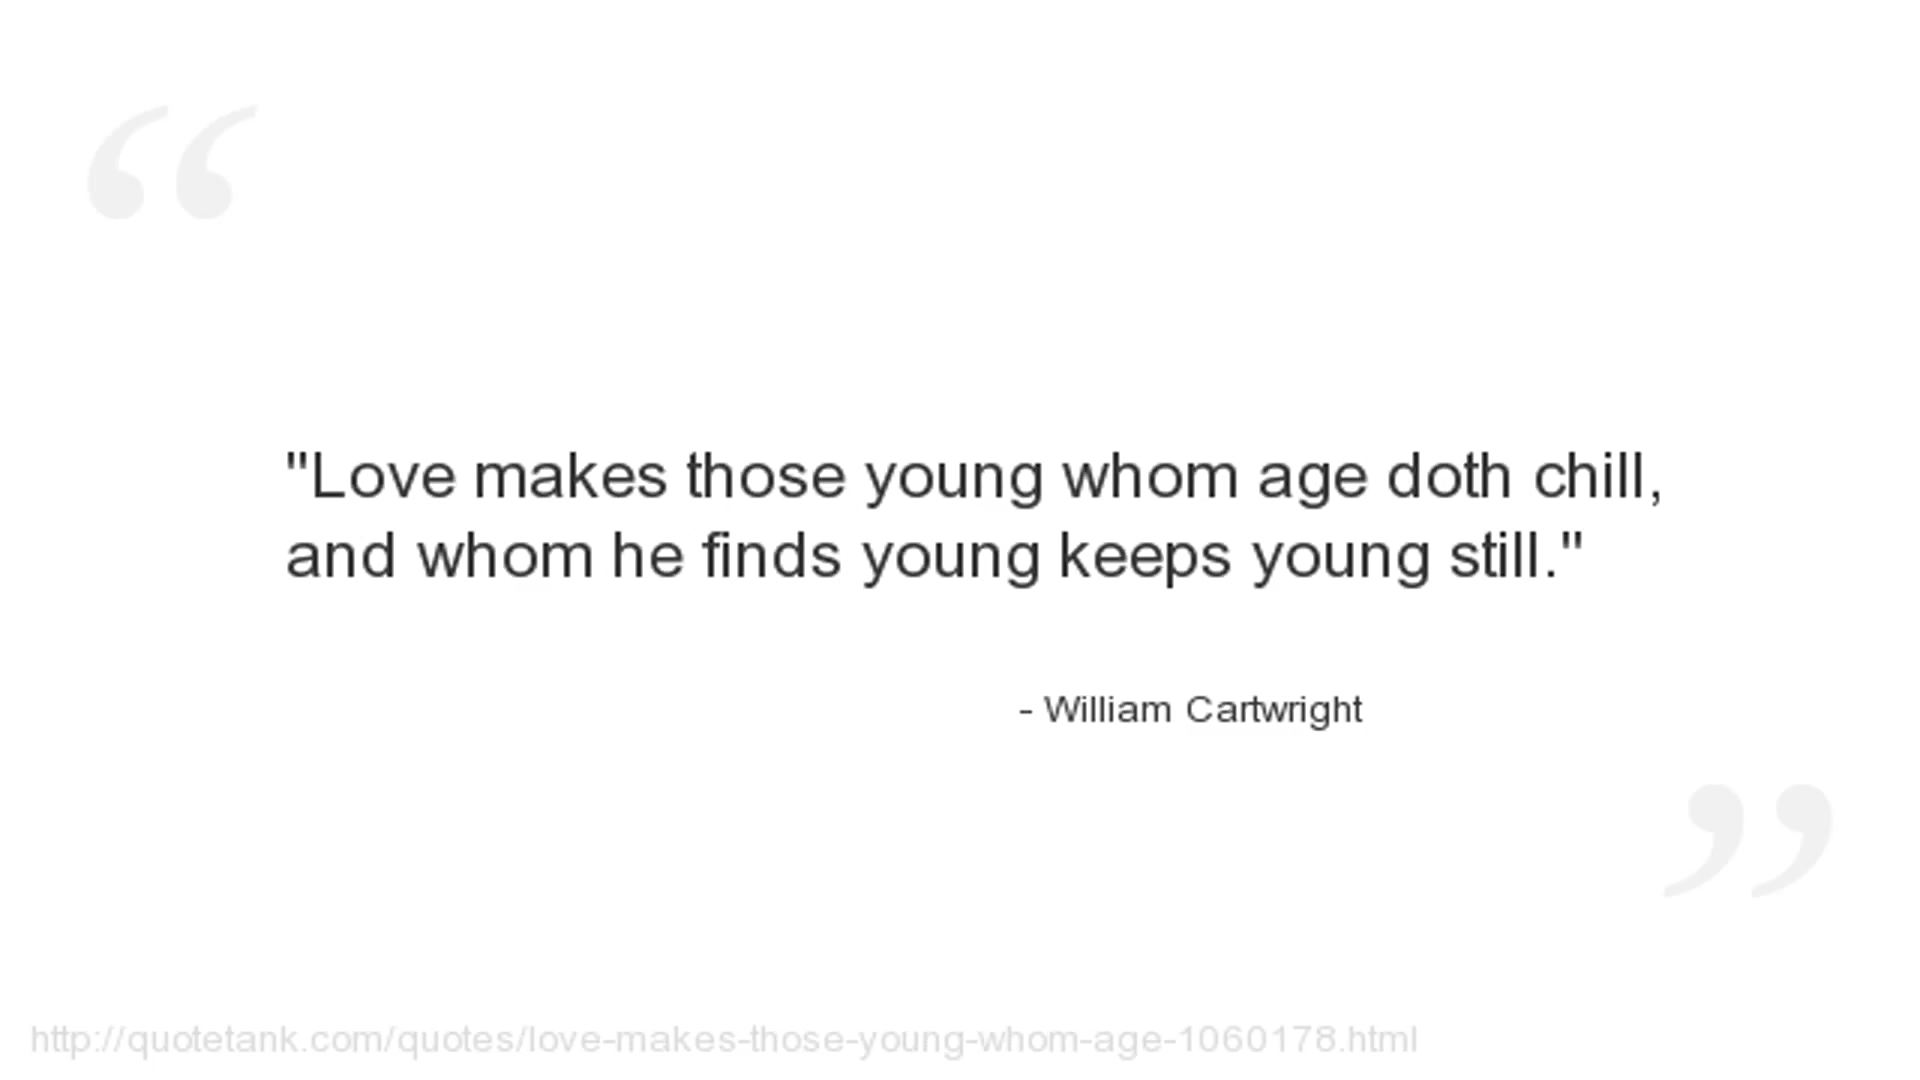 "Love makes those young whom age doth chill,
and whom he finds young keeps young still."
- William Cartwright
http://quotetank.com/quotes/love-makes-those-young-whom-age-1060178.html